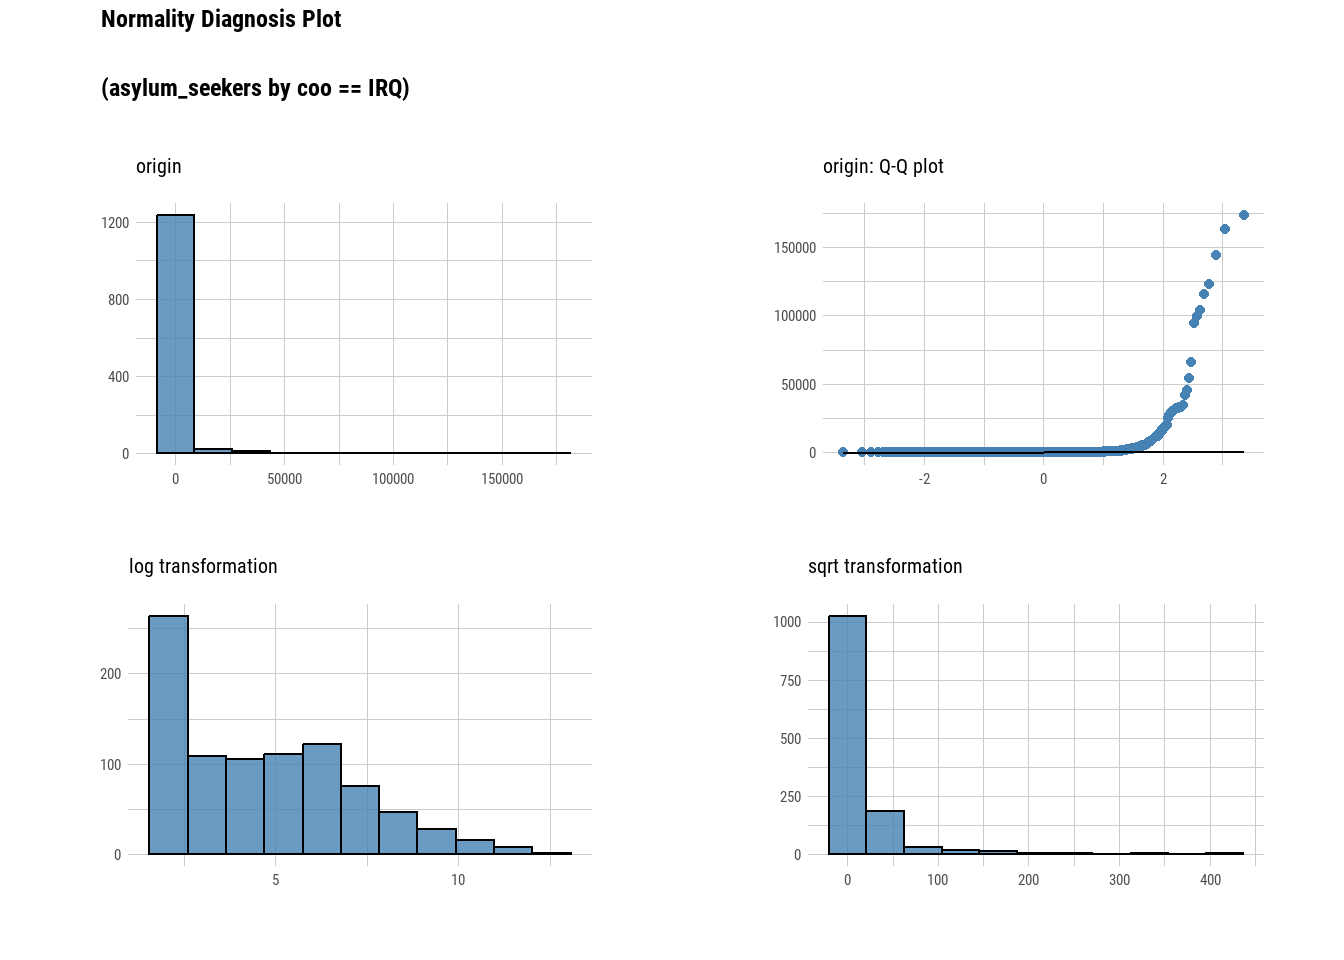 Normality Diagnosis Plot
(asylum_seekers by coo == IRQ)
origin
1200
800
400
0
0 50000 100000 150000
origin: Q-Q plot
150000
100000
50000
0
-2 0 2
log transformation
200
100
0
5 10
sqrt transformation
1000
750
500
250
0
0 100 200 300 400